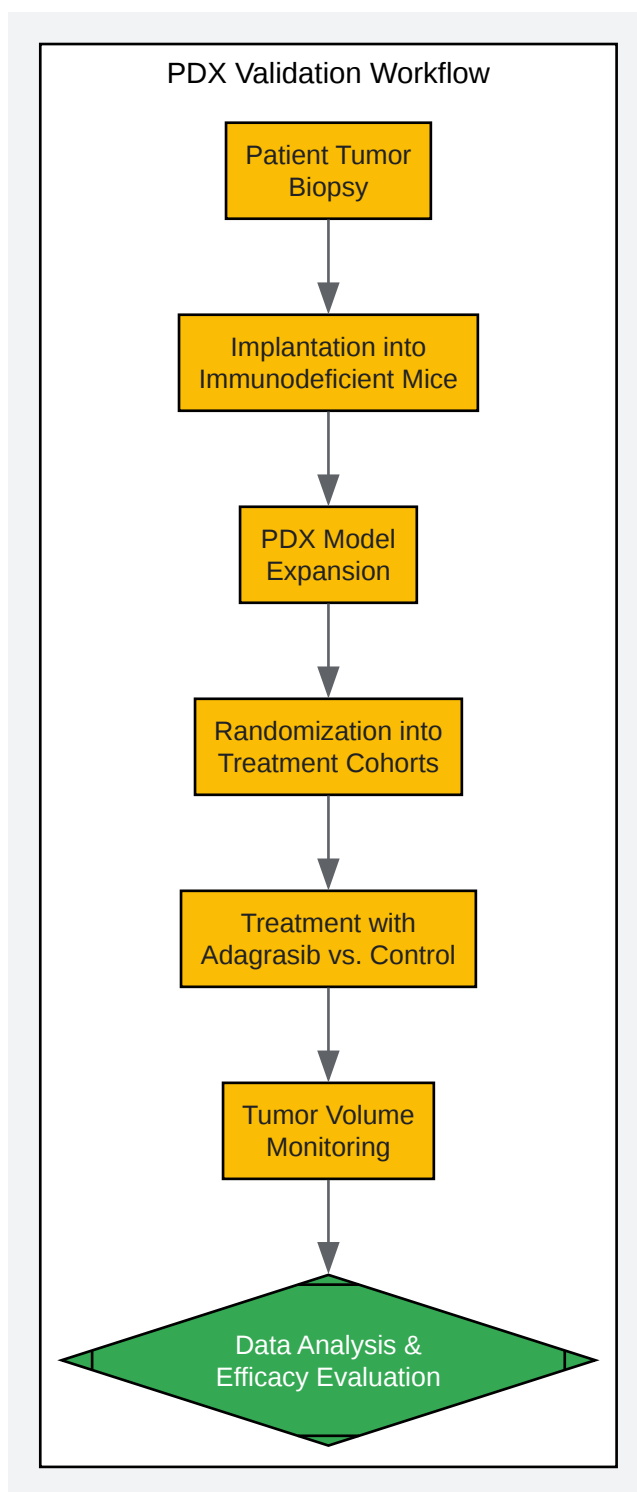 PDX Validation Workflow
Patient Tumor
Biopsy
Implantation into
Immunodeficient Mice
PDX Model
Expansion
Randomization into
Treatment Cohorts
Treatment with
Adagrasib vs. Control
Tumor Volume
Monitoring
Data Analysis &
Efficacy Evaluation